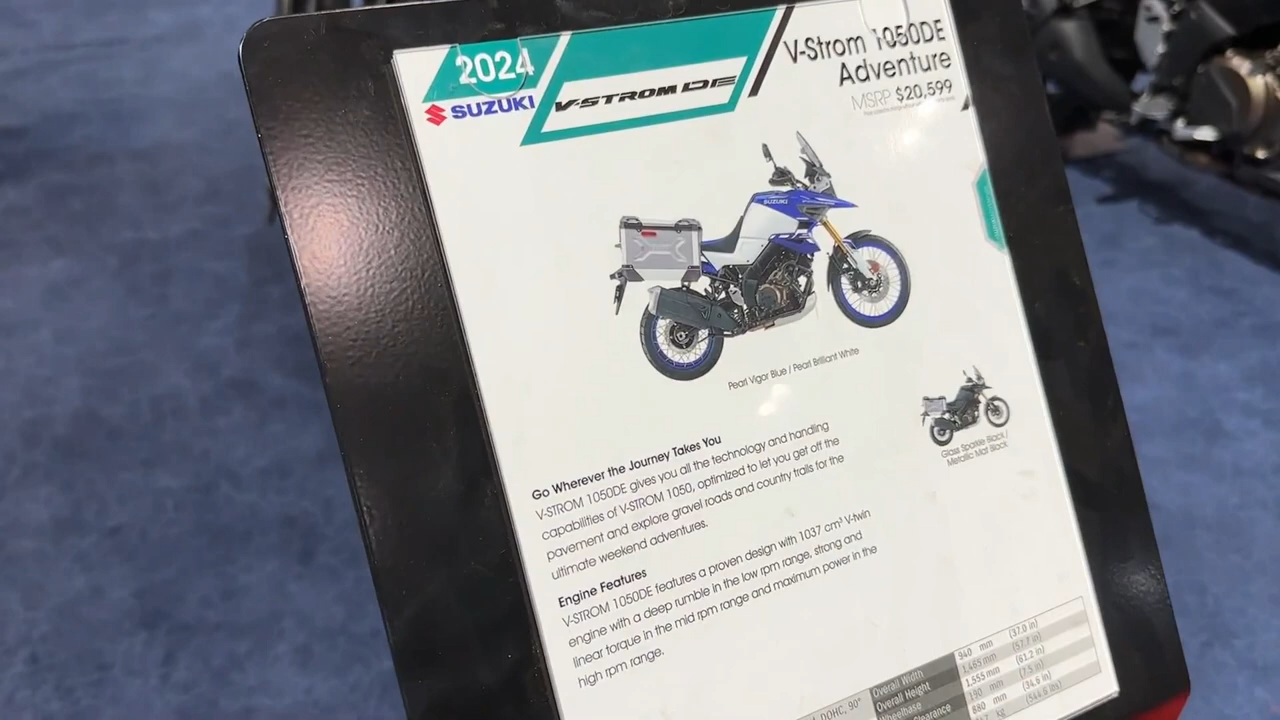 2024
SUZUKI
V-STROM DE
V-Strom 1050DE
Adventure
MSRP $20,599
SUZUKI
Pearl Vigor Blue / Pearl Brilliant White
Glass Sparkle Black /
Metallic Mat Black
Go Wherever the Journey Takes You
V-STROM 1050DE gives you all the technology and handling
capabilities of V-STROM 1050, optimized to let you get off the
pavement and explore gravel roads and country trails for the
ultimate weekend adventures.
Engine Features
V-STROM 1050DE features a proven design with 1037 cm³ V-twin
engine with a deep rumble in the low rpm range, strong and
linear torque in the mid rpm range and maximum power in the
high rpm range.
940 mm (37.0 in)
Overall Width 1,465 mm (57.7 in)
Overall Height 1,555 mm (61.2 in)
Wheelbase 190 mm (7.5 in)
Clearance 880 mm (34.6 in)
DOHC, 90°
kg